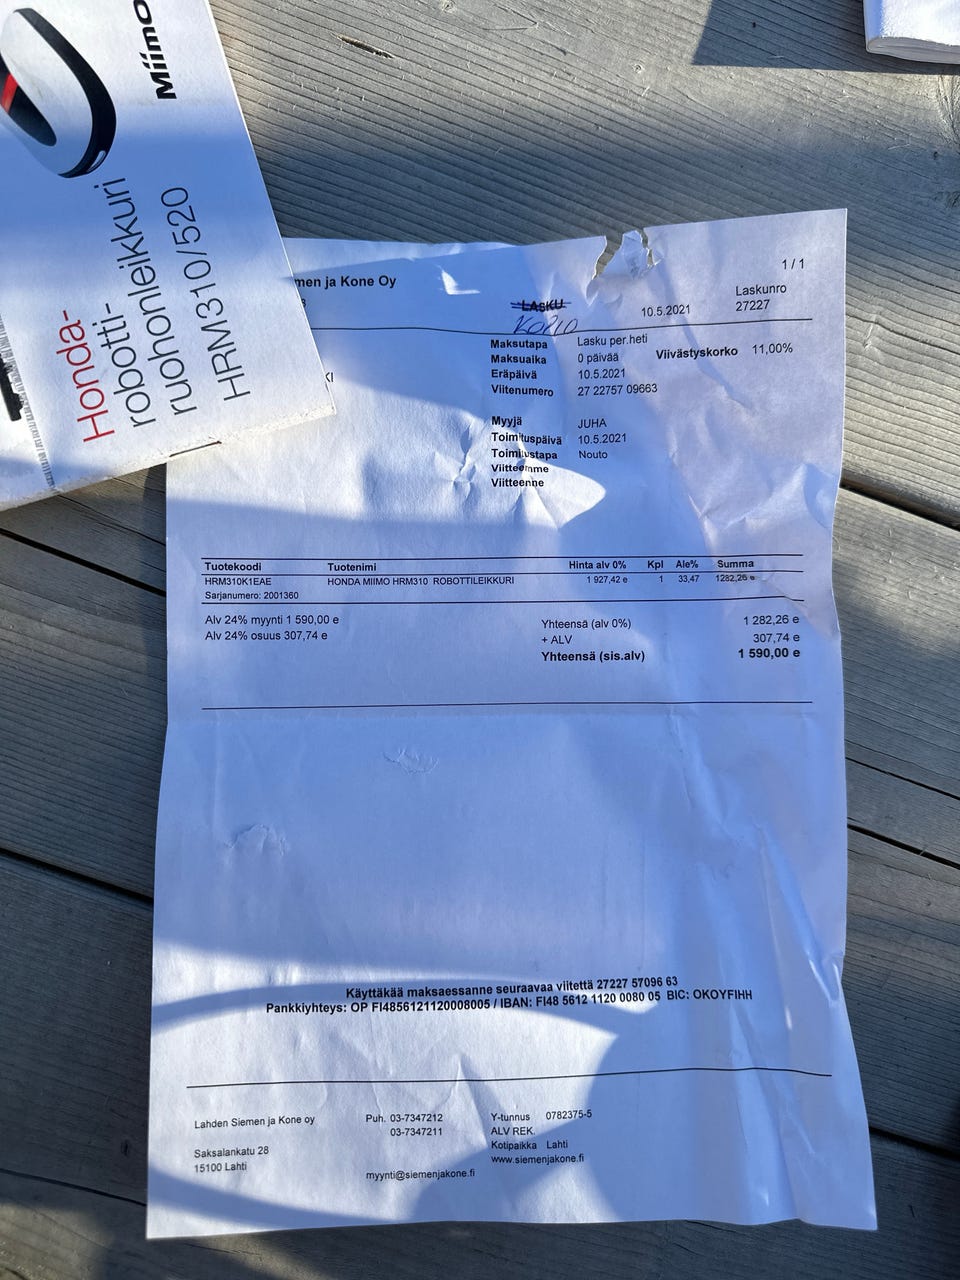 Miimo
Honda-
robotti-
ruohonleikkuri
HRM310/520
men ja Kone Oy
1 / 1
LASKU
KOPIO
10.5.2021
Laskunro
27227
Maksutapa Lasku per.heti
Maksuaika 0 päivää Viivästyskorko 11,00%
Eräpäivä 10.5.2021
Viitenumero 27 22757 09663
Myyjä JUHA
Toimituspäivä 10.5.2021
Toimitustapa Nouto
Viitteemme
Viitteenne
Tuotekoodi Tuotenimi Hinta alv 0% Kpl Ale% Summa
HRM310K1EAE HONDA MIIMO HRM310 ROBOTTILEIKKURI 1 927,42 e 1 33,47 1282,26 e
Sarjanumero: 2001360
Alv 24% myynti 1 590,00 e
Alv 24% osuus 307,74 e
Yhteensä (alv 0%) 1 282,26 e
+ ALV 307,74 e
Yhteensä (sis.alv) 1 590,00 e
Käyttäkää maksaessanne seuraavaa viitettä 27227 57096 63
Pankkiyhteys: OP FI4856121120008005 / IBAN: FI48 5612 1120 0080 05 BIC: OKOYFIHH
Lahden Siemen ja Kone oy
Saksalankatu 28
15100 Lahti
Puh. 03-7347212
03-7347211
myynti@siemenjakone.fi
Y-tunnus 0782375-5
ALV REK.
Kotipaikka Lahti
www.siemenjakone.fi